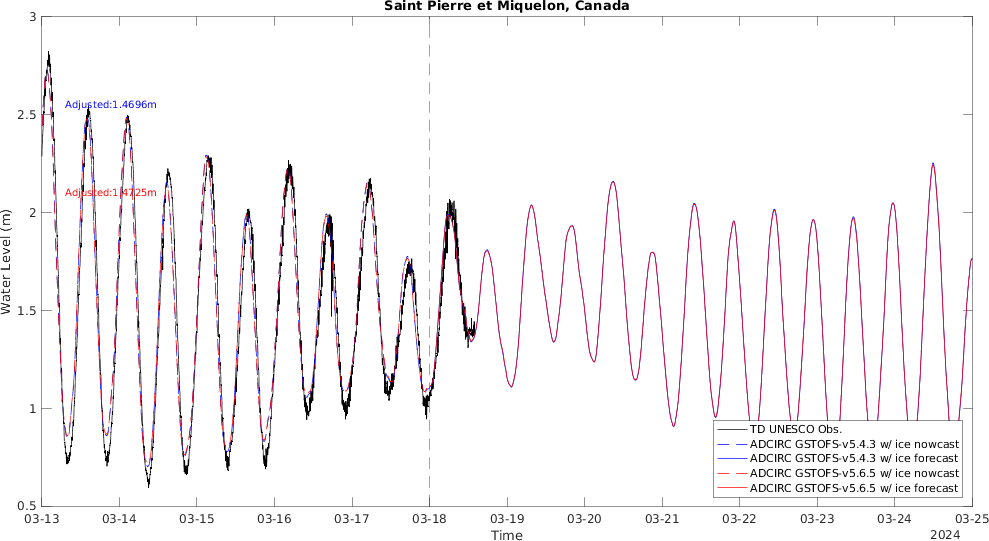 Saint Pierre et Miquelon, Canada
3
2.5
2
1.5
1
0.5
Water Level (m)
Adjusted:1.4696m
Adjusted:1.4725m
TD UNESCO Obs.
ADCIRC GSTOFS-v5.4.3 w/ ice nowcast
ADCIRC GSTOFS-v5.4.3 w/ ice forecast
ADCIRC GSTOFS-v5.6.5 w/ ice nowcast
ADCIRC GSTOFS-v5.6.5 w/ ice forecast
03-13 03-14 03-15 03-16 03-17 03-18 03-19 03-20 03-21 03-22 03-23 03-24 03-25
Time
2024